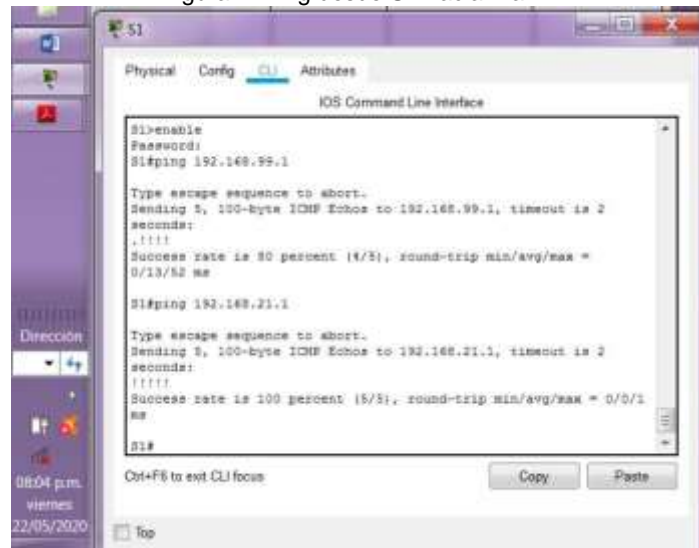 S1
Physical Config CLI Attributes
IOS Command Line Interface
S1>enable
Password:
S1#ping 192.168.99.1
Type escape sequence to abort.
Sending 5, 100-byte ICMP Echos to 192.168.99.1, timeout is 2
seconds:
.!!!!
Success rate is 80 percent (4/5), round-trip min/avg/max =
0/13/52 ms
S1#ping 192.168.21.1
Type escape sequence to abort.
Sending 5, 100-byte ICMP Echos to 192.168.21.1, timeout is 2
seconds:
!!!!!
Success rate is 100 percent (5/5), round-trip min/avg/max = 0/0/1
ms
S1#
Ctrl+F6 to exit CLI focus
Copy Paste
Top
Dirección
08:04 p.m.
viernes
22/05/2020